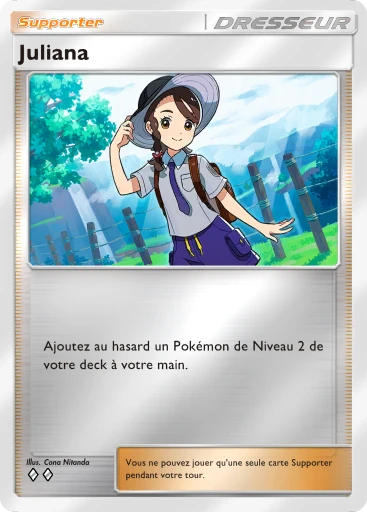 Supporter
DRESSEUR
Juliana
Ajoutez au hasard un Pokémon de Niveau 2 de
votre deck à votre main.
Illus. Cona Nitanda
Vous ne pouvez jouer qu'une seule carte Supporter
pendant votre tour.